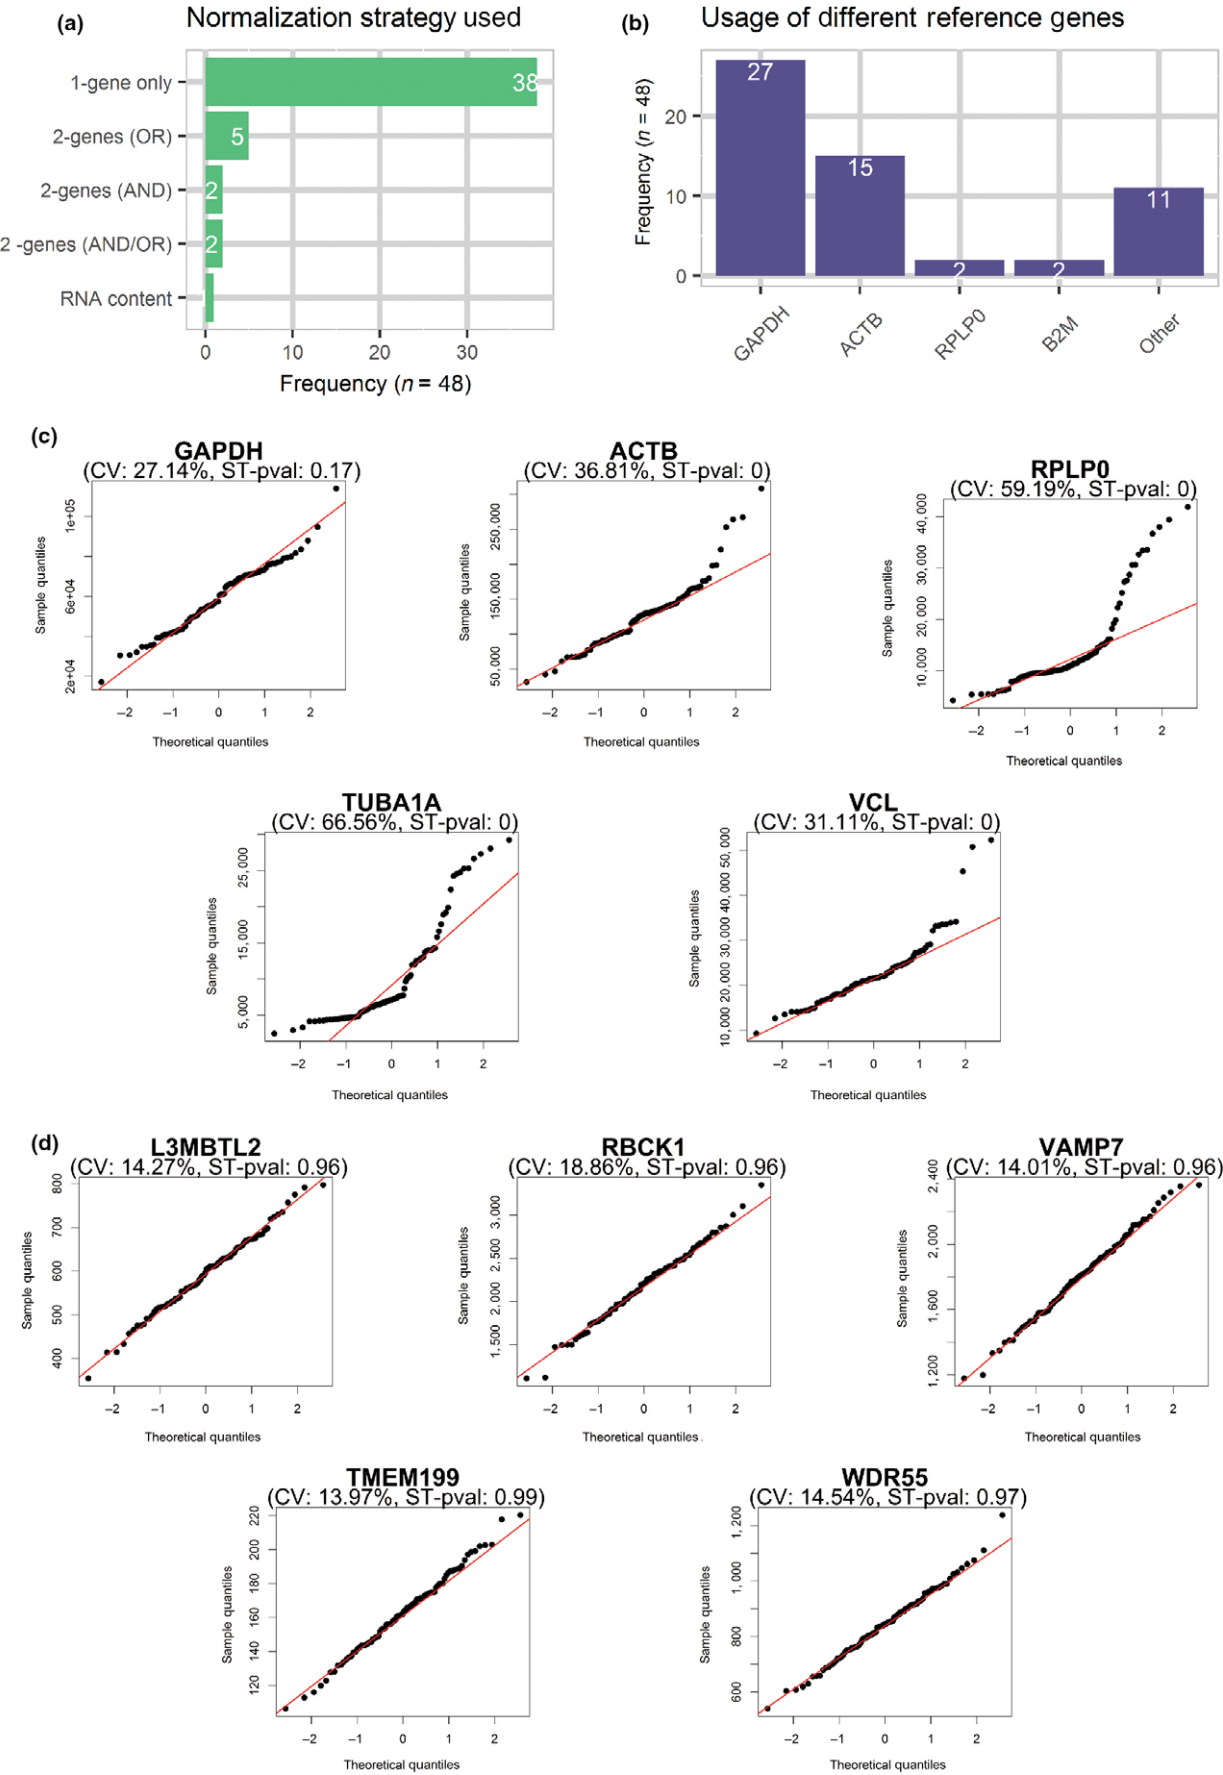 (a) Normalization strategy used
1-gene only
38
2-genes (OR)
5
2-genes (AND)
2
2 -genes (AND/OR)
2
RNA content
0 10 20 30
Frequency (n = 48)
(b) Usage of different reference genes
Frequency (n = 48)
20
10
0
27 15 2 2 11
GAPDH ACTB RPLP0 B2M Other
(c)
GAPDH
(CV: 27.14%, ST-pval: 0.17)
Sample quantiles
1e+05
6e+04
2e+04
−2 −1 0 1 2
Theoretical quantiles
ACTB
(CV: 36.81%, ST-pval: 0)
Sample quantiles
250,000
150,000
50,000
−2 −1 0 1 2
Theoretical quantiles
RPLP0
(CV: 59.19%, ST-pval: 0)
Sample quantiles
40,000
30,000
20,000
10,000
−2 −1 0 1 2
Theoretical quantiles
TUBA1A
(CV: 66.56%, ST-pval: 0)
Sample quantiles
25,000
15,000
5,000
−2 −1 0 1 2
Theoretical quantiles
VCL
(CV: 31.11%, ST-pval: 0)
Sample quantiles
50,000
40,000
30,000
20,000
10,000
−2 −1 0 1 2
Theoretical quantiles
(d)
L3MBTL2
(CV: 14.27%, ST-pval: 0.96)
Sample quantiles
800
700
600
500
400
−2 −1 0 1 2
Theoretical quantiles
RBCK1
(CV: 18.86%, ST-pval: 0.96)
Sample quantiles
3,000
2,500
2,000
1,500
−2 −1 0 1 2
Theoretical quantiles .
VAMP7
(CV: 14.01%, ST-pval: 0.96)
Sample quantiles
2,400
2,000
1,600
1,200
−2 −1 0 1 2
Theoretical quantiles
TMEM199
(CV: 13.97%, ST-pval: 0.99)
Sample quantiles
220
200
180
160
140
120
−2 −1 0 1 2
Theoretical quantiles
WDR55
(CV: 14.54%, ST-pval: 0.97)
Sample quantiles
1,200
1,000
800
600
−2 −1 0 1 2
Theoretical quantiles